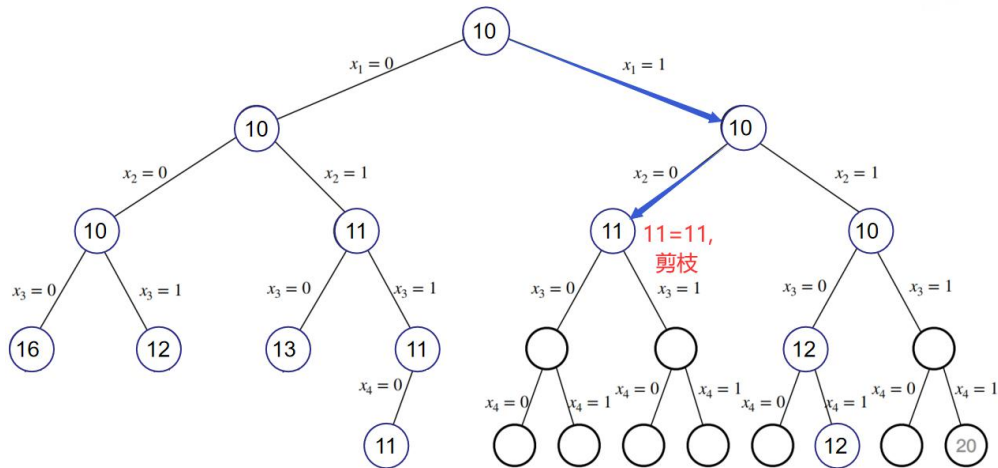 10
x₁ = 0
x₁ = 1
10
10
x₂ = 0
x₂ = 1
x₂ = 0
x₂ = 1
10
11
11
11=11,
剪枝
10
x₃ = 0
x₃ = 1
x₃ = 0
x₃ = 1
x₃ = 0
x₃ = 1
x₃ = 0
x₃ = 1
16
12
13
11
12
x₄ = 0
x₄ = 0
x₄ = 1
x₄ = 0
x₄ = 1
x₄ = 0
x₄ = 1
x₄ = 0
x₄ = 1
11
12
20